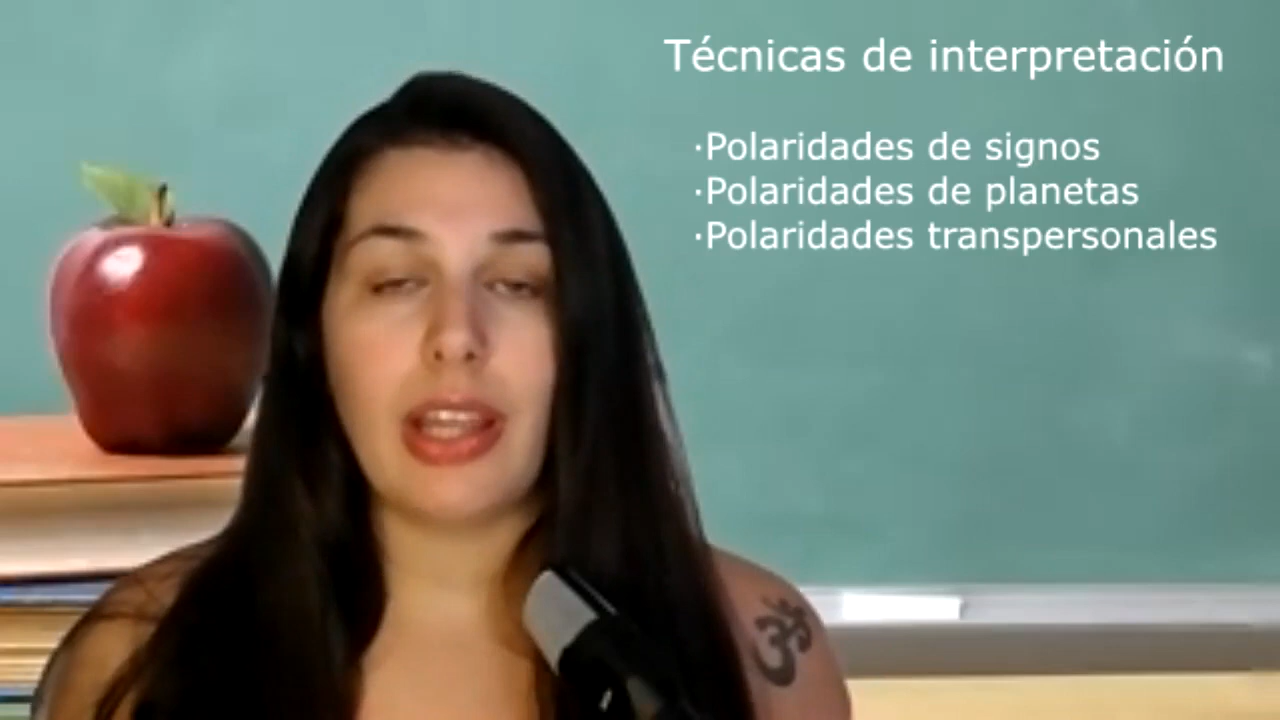 Técnicas de interpretación
·Polaridades de signos
·Polaridades de planetas
·Polaridades transpersonales
ॐ